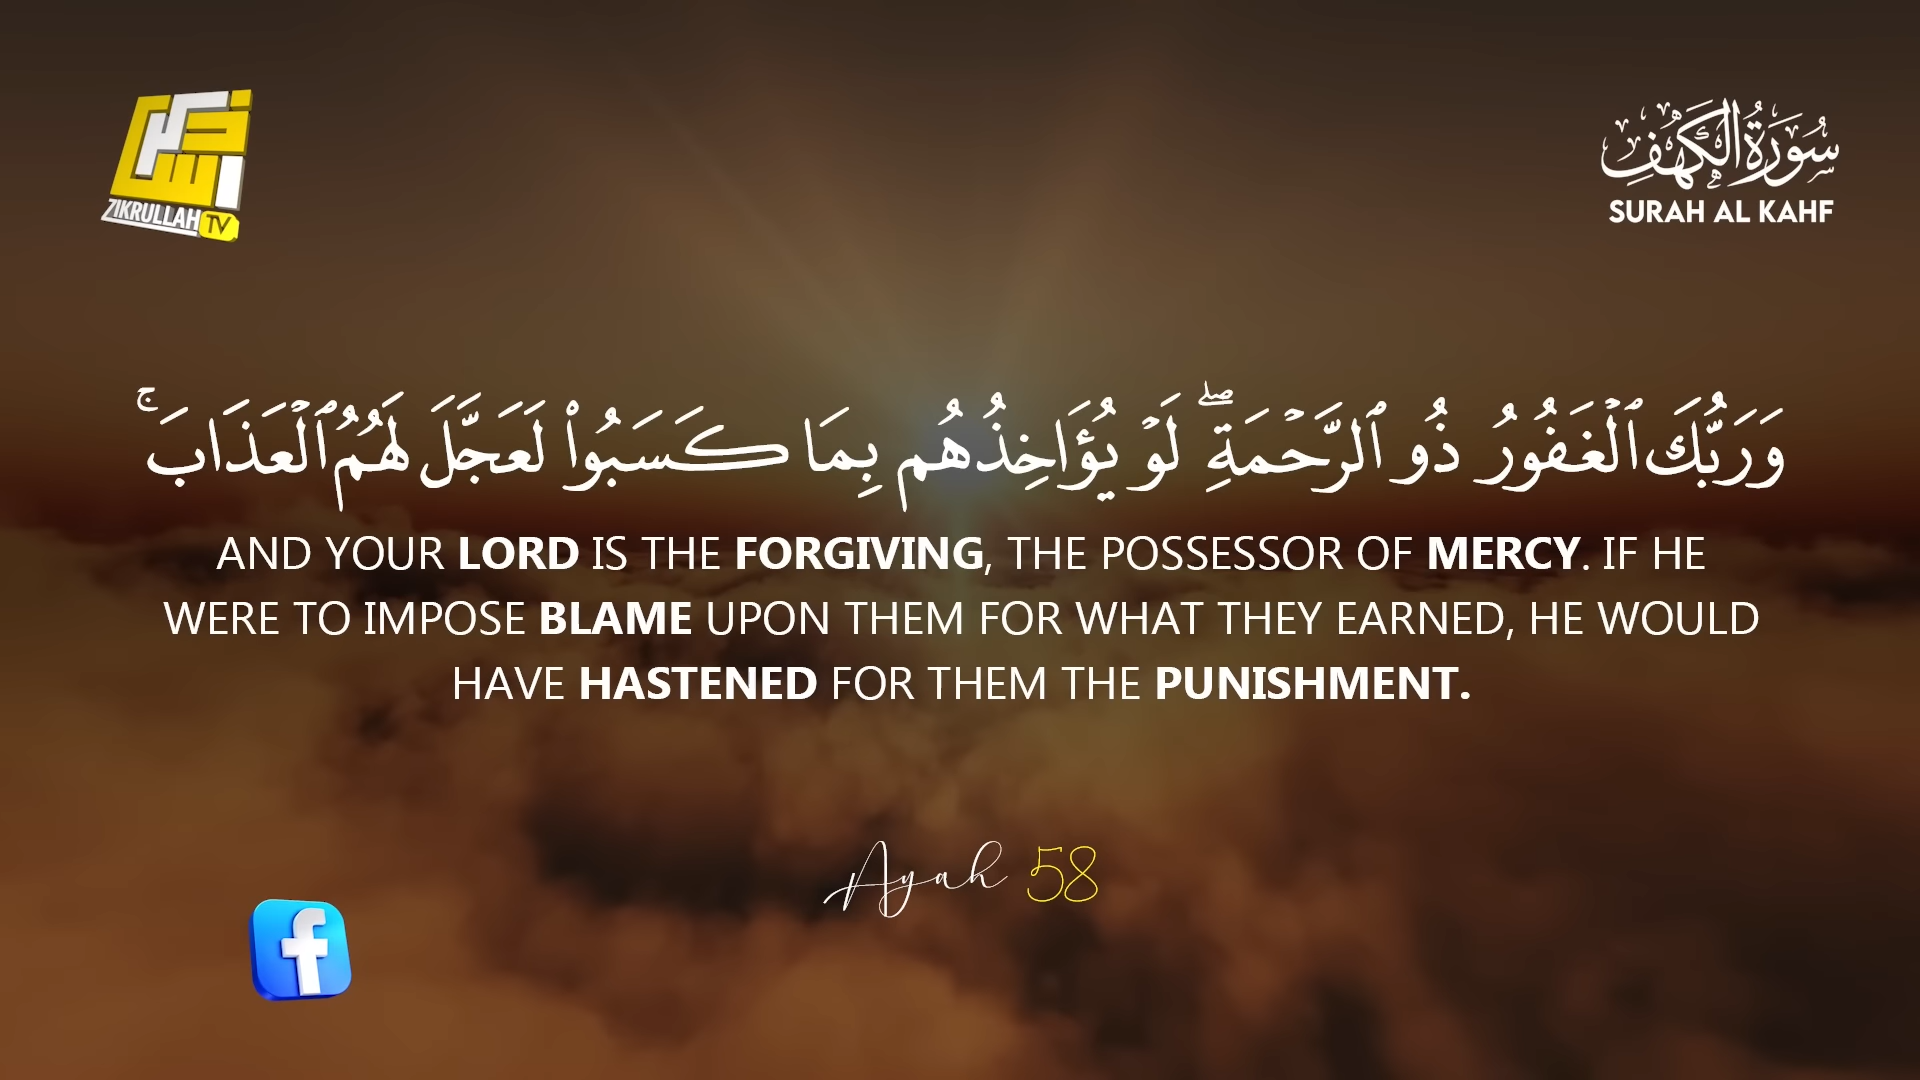 ZIKRULLAH TV
سُورَةُ الْكَهْفِ
SURAH AL KAHF
وَرَبُّكَ ٱلْغَفُورُ ذُو ٱلرَّحْمَةِ ۖ لَوْ يُؤَاخِذُهُم بِمَا كَسَبُوا۟ لَعَجَّلَ لَهُمُ ٱلْعَذَابَ ۚ
AND YOUR LORD IS THE FORGIVING, THE POSSESSOR OF MERCY. IF HE
WERE TO IMPOSE BLAME UPON THEM FOR WHAT THEY EARNED, HE WOULD
HAVE HASTENED FOR THEM THE PUNISHMENT.
Ayah 58
f